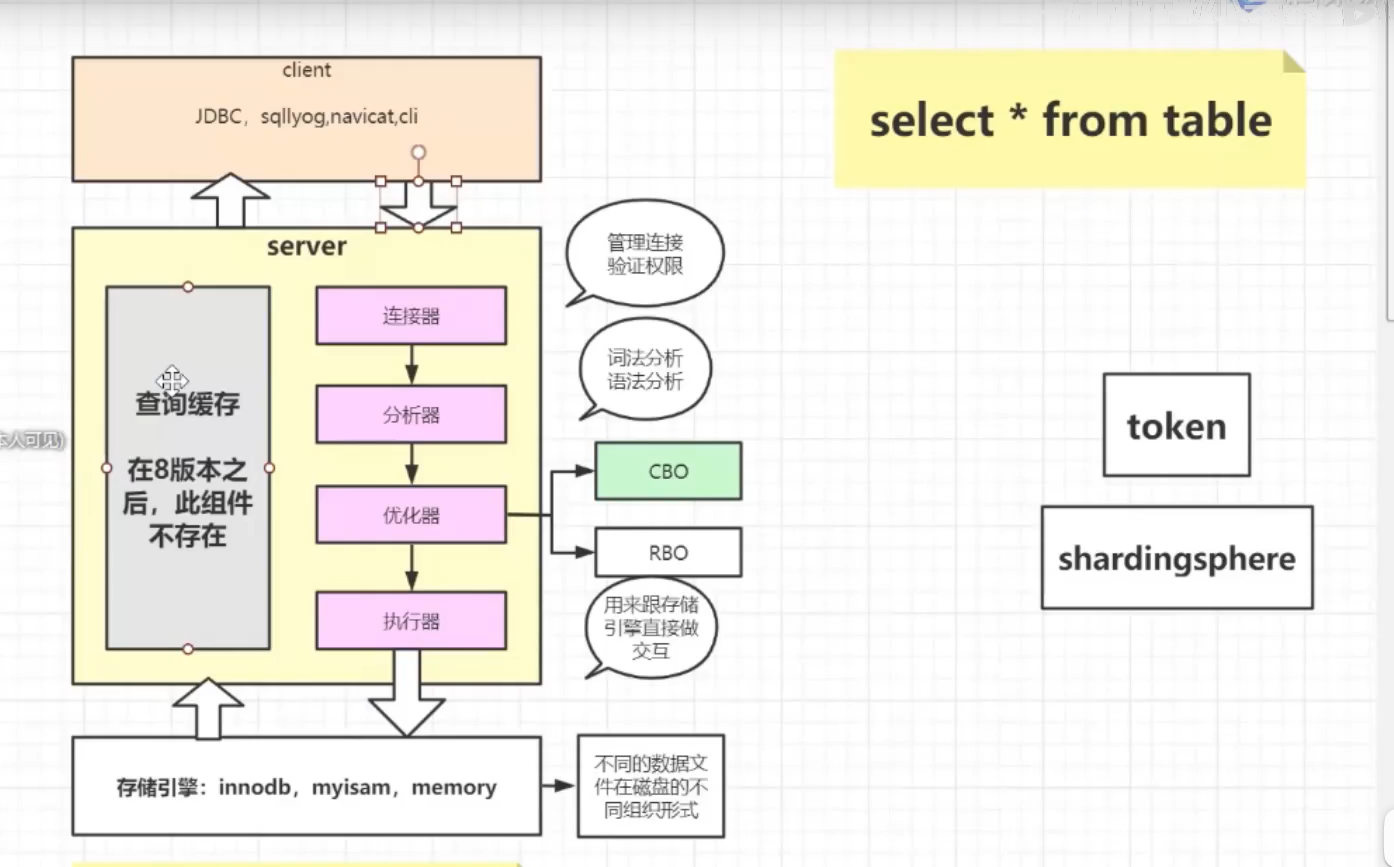 client
JDBC，sqllyog,navicat,cli
select * from table
server
管理连接
验证权限
连接器
词法分析
语法分析
查询缓存
在8版本之
后，此组件
不存在
分析器
token
本人可见)
CBO
优化器
RBO
shardingsphere
执行器
用来跟存储
引擎直接做
交互
存储引擎：innodb，myisam，memory
不同的数据文
件在磁盘的不
同组织形式